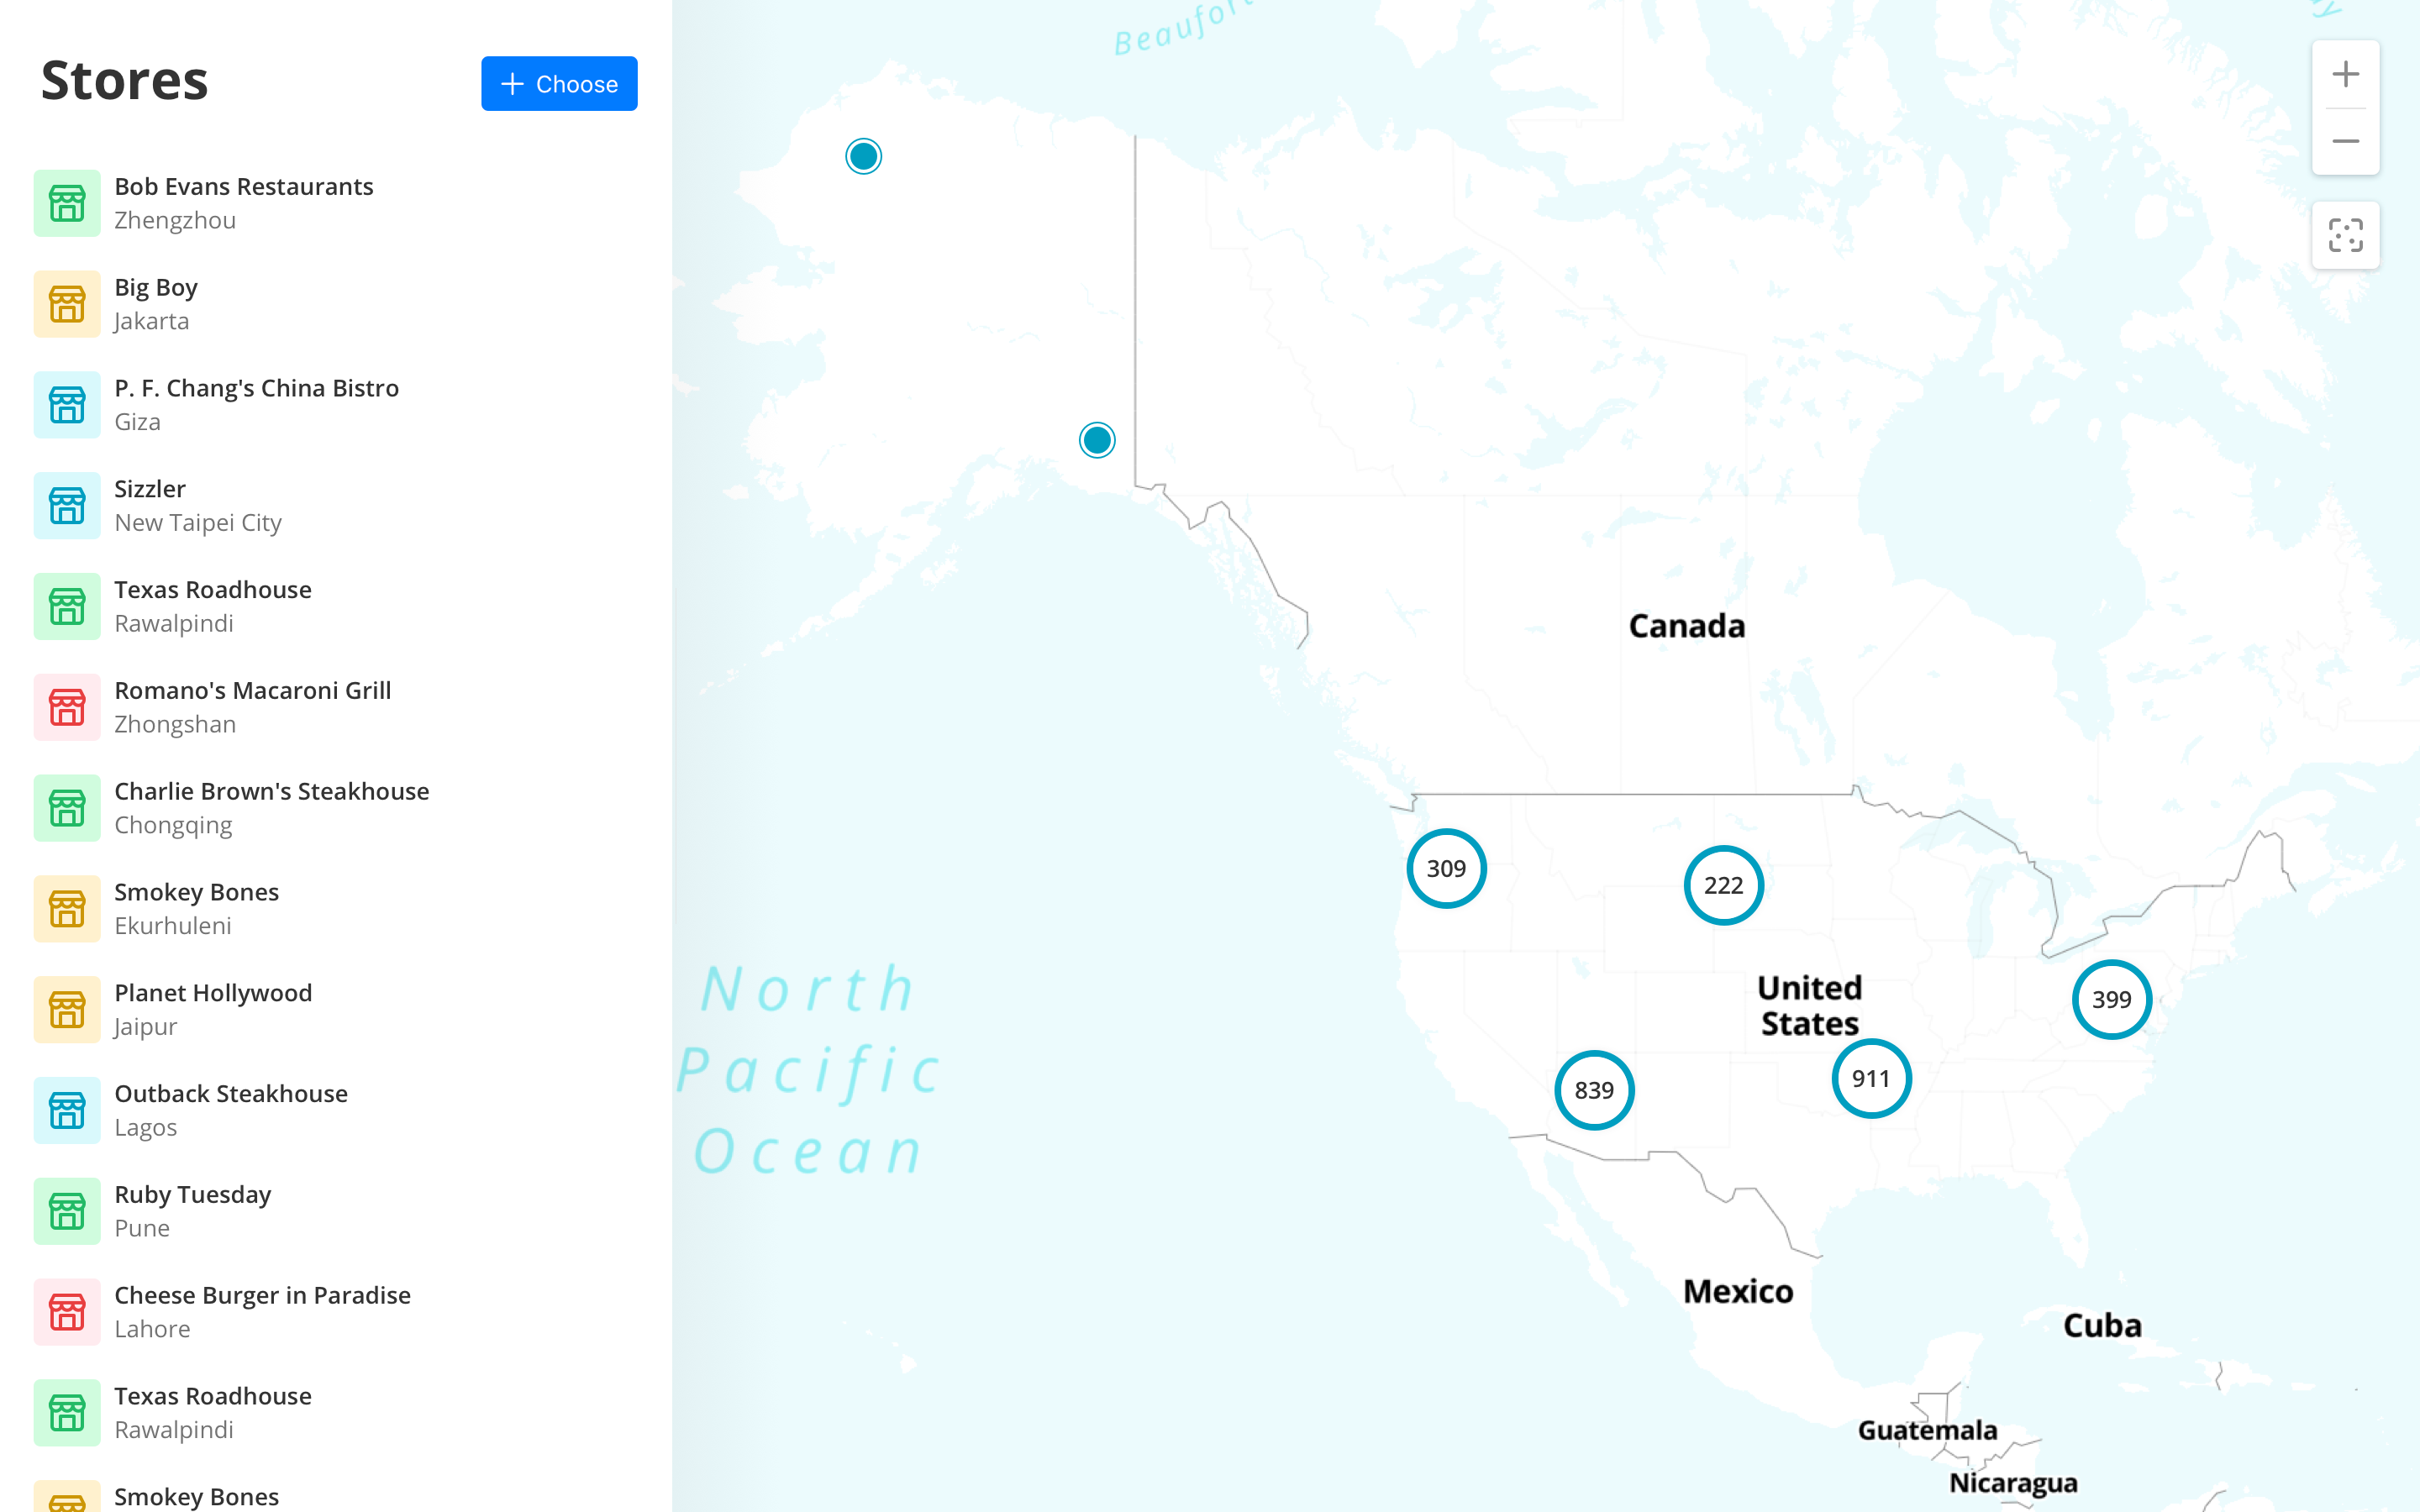 Stores
Choose
Bob Evans Restaurants
Zhengzhou
Big Boy
Jakarta
P. F. Chang's China Bistro
Giza
Sizzler
New Taipei City
Texas Roadhouse
Rawalpindi
Romano's Macaroni Grill
Zhongshan
Charlie Brown's Steakhouse
Chongqing
Smokey Bones
Ekurhuleni
Planet Hollywood
Jaipur
Outback Steakhouse
Lagos
Ruby Tuesday
Pune
Cheese Burger in Paradise
Lahore
Texas Roadhouse
Rawalpindi
Smokey Bones
Canada
309
222
United
States
399
911
839
North
Pacific
Ocean
Mexico
Cuba
Guatemala
Nicaragua